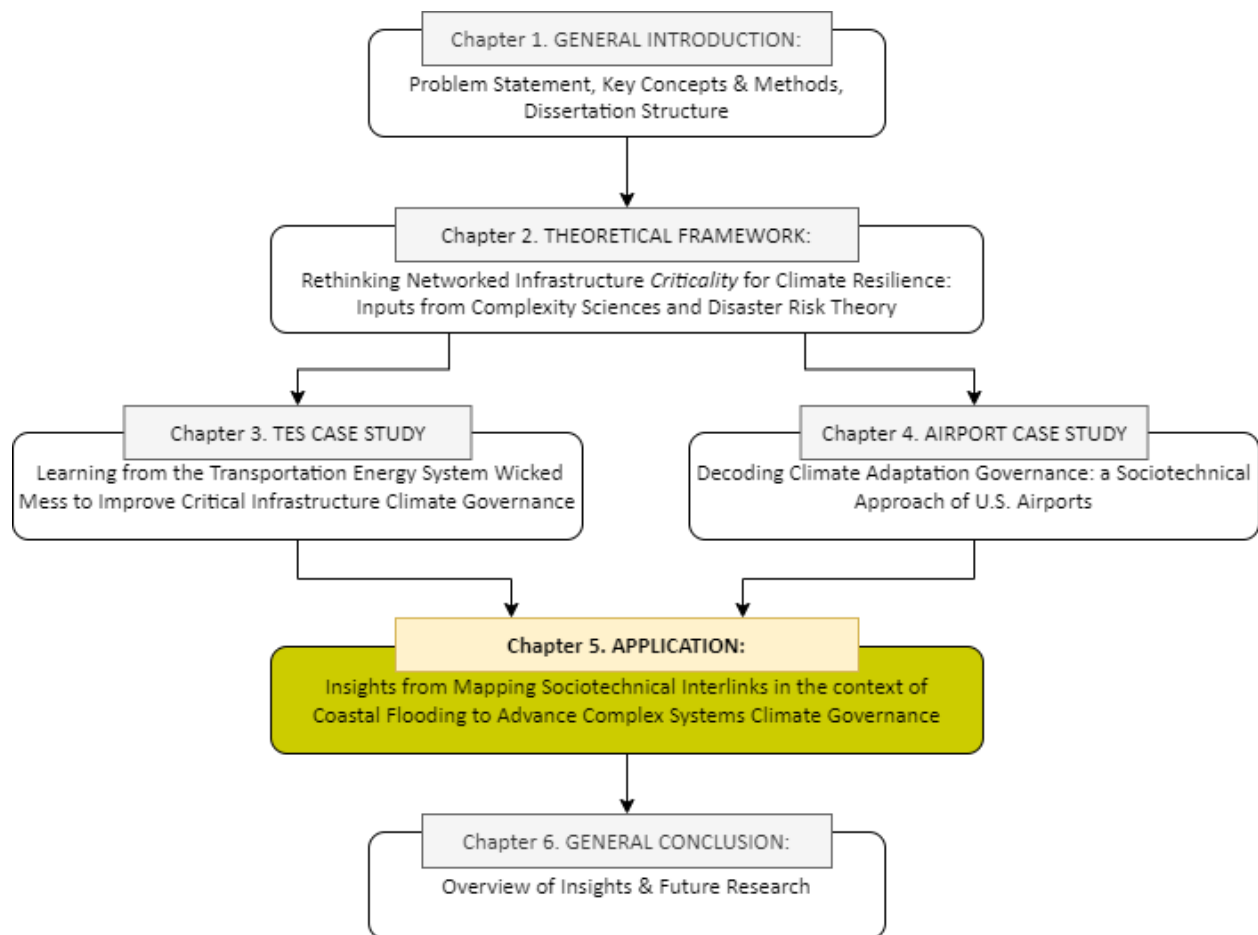 Chapter 1. GENERAL INTRODUCTION:
Problem Statement, Key Concepts & Methods,
Dissertation Structure
Chapter 2. THEORETICAL FRAMEWORK:
Rethinking Networked Infrastructure Criticality for Climate Resilience:
Inputs from Complexity Sciences and Disaster Risk Theory
Chapter 3. TES CASE STUDY
Learning from the Transportation Energy System Wicked
Mess to Improve Critical Infrastructure Climate Governance
Chapter 4. AIRPORT CASE STUDY
Decoding Climate Adaptation Governance: a Sociotechnical
Approach of U.S. Airports
Chapter 5. APPLICATION:
Insights from Mapping Sociotechnical Interlinks in the context of
Coastal Flooding to Advance Complex Systems Climate Governance
Chapter 6. GENERAL CONCLUSION:
Overview of Insights & Future Research